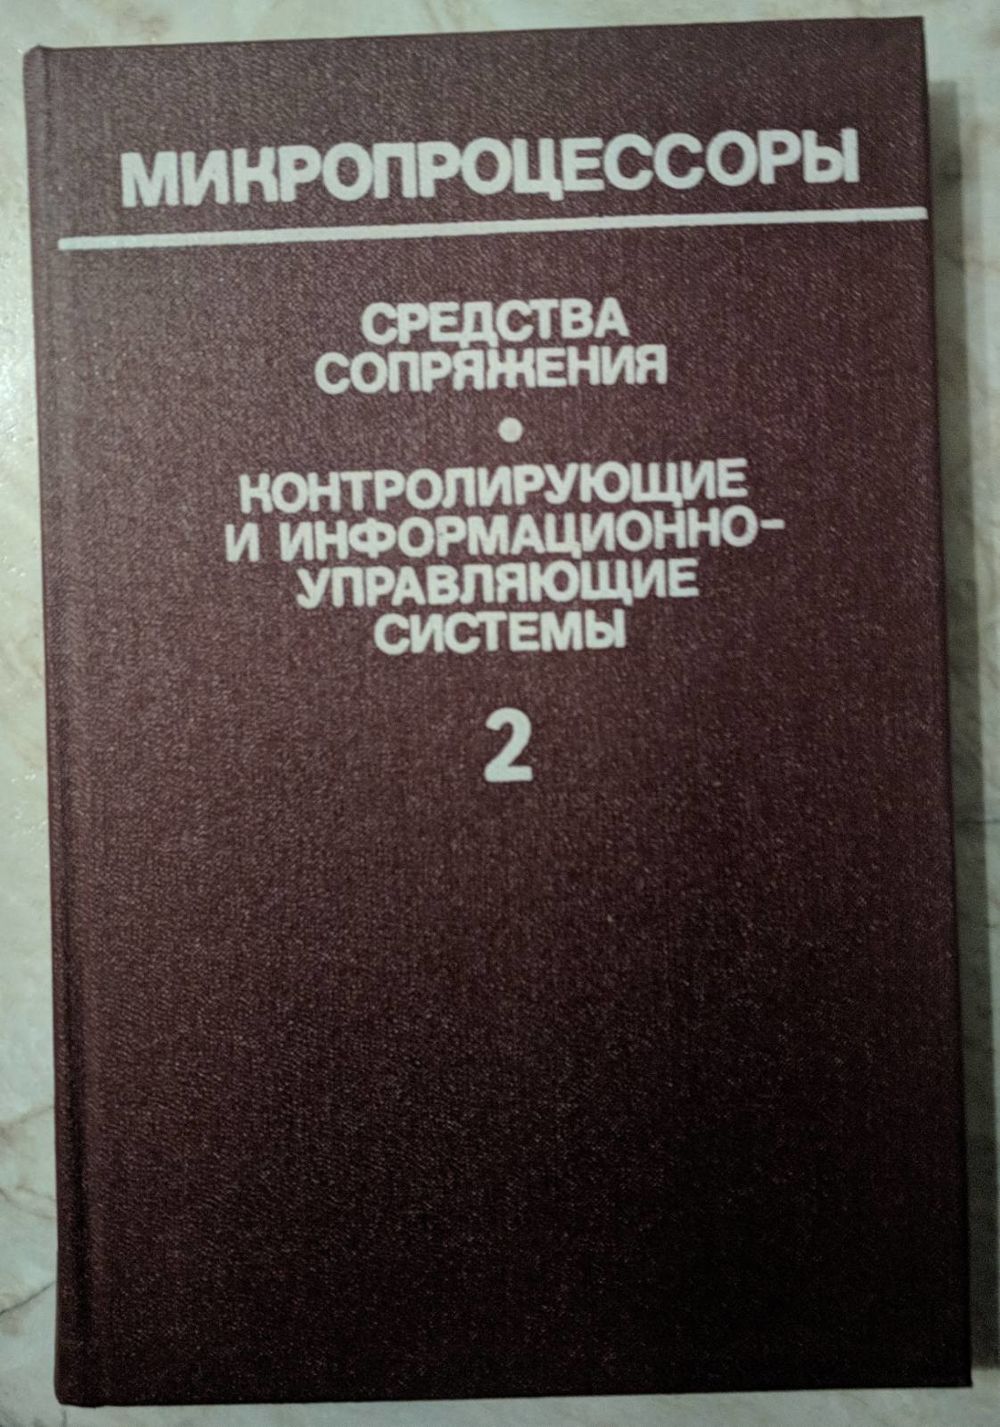 МИКРОПРОЦЕССОРЫ
СРЕДСТВА
СОПРЯЖЕНИЯ
•
КОНТРОЛИРУЮЩИЕ
И ИНФОРМАЦИОННО-
УПРАВЛЯЮЩИЕ
СИСТЕМЫ
2